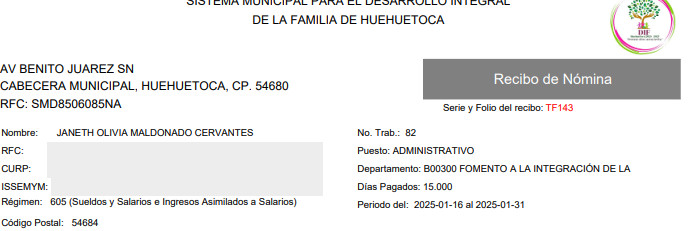 SISTEMA MUNICIPAL PARA EL DESARROLLO INTEGRAL
DE LA FAMILIA DE HUEHUETOCA
DIF
AV BENITO JUAREZ SN
CABECERA MUNICIPAL, HUEHUETOCA, CP. 54680
RFC: SMD8506085NA
Recibo de Nómina
Serie y Folio del recibo: TF143
Nombre: JANETH OLIVIA MALDONADO CERVANTES
RFC:
CURP:
ISSEMYM:
Régimen: 605 (Sueldos y Salarios e Ingresos Asimilados a Salarios)
Código Postal: 54684
No. Trab.: 82
Puesto: ADMINISTRATIVO
Departamento: B00300 FOMENTO A LA INTEGRACIÓN DE LA
Días Pagados: 15.000
Periodo del: 2025-01-16 al 2025-01-31